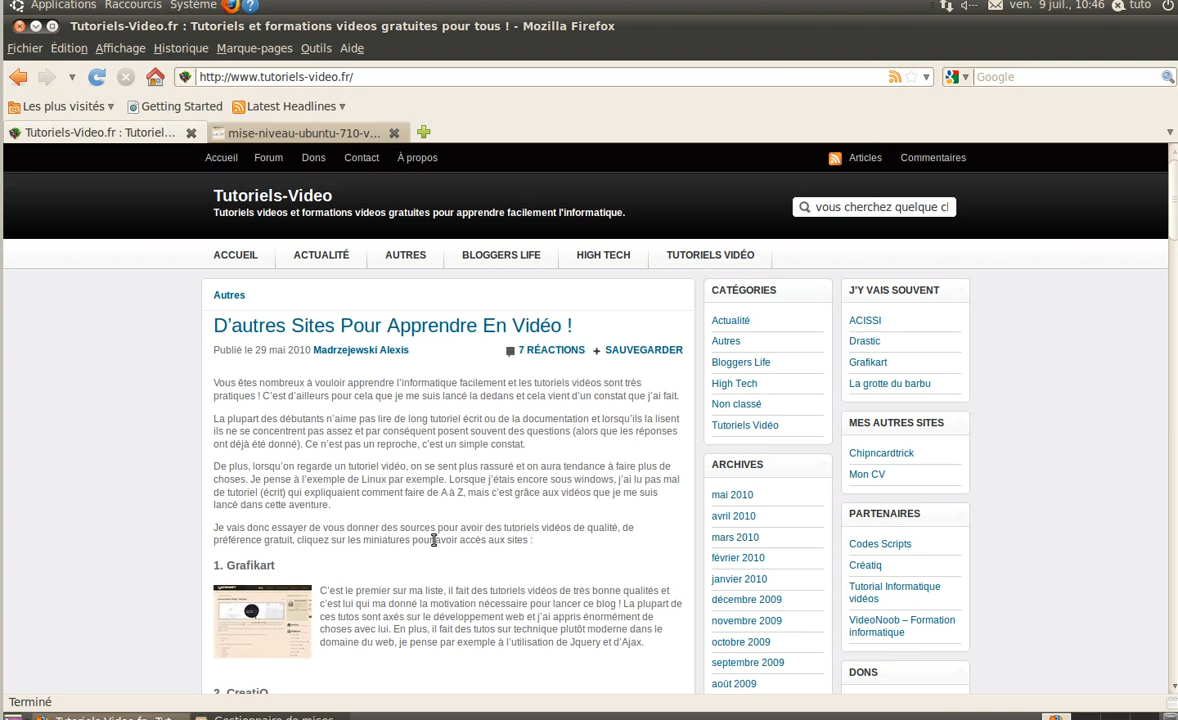 Applications Raccourcis Système ven. 9 juil., 10:46 tuto
Tutoriels-Video.fr : Tutoriels et formations videos gratuites pour tous ! - Mozilla Firefox
Fichier Édition Affichage Historique Marque-pages Outils Aide
http://www.tutoriels-video.fr/ Google
Les plus visités Getting Started Latest Headlines
Tutoriels-Video.fr : Tutoriel... mise-niveau-ubuntu-710-v...
Accueil Forum Dons Contact À propos Articles Commentaires
Tutoriels-Video
Tutoriels videos et formations videos gratuites pour apprendre facilement l'informatique.
vous cherchez quelque cl
ACCUEIL ACTUALITÉ AUTRES BLOGGERS LIFE HIGH TECH TUTORIELS VIDÉO
Autres
D'autres Sites Pour Apprendre En Vidéo !
Publié le 29 mai 2010 Madrzejewski Alexis 7 RÉACTIONS + SAUVEGARDER
Vous êtes nombreux à vouloir apprendre l'informatique facilement et les tutoriels vidéos sont très
pratiques ! C'est d'ailleurs pour cela que je me suis lancé la dedans et cela vient d'un constat que j'ai fait.
La plupart des débutants n'aime pas lire de long tutoriel écrit ou de la documentation et lorsqu'ils la lisent
ils ne se concentrent pas assez et par conséquent posent souvent des questions (alors que les réponses
ont déjà été donné). Ce n'est pas un reproche, c'est un simple constat.
De plus, lorsqu'on regarde un tutoriel vidéo, on se sent plus rassuré et on aura tendance à faire plus de
choses. Je pense à l'exemple de Linux par exemple. Lorsque j'étais encore sous windows, j'ai lu pas mal
de tutoriel (écrit) qui expliquaient comment faire de A à Z, mais c'est grâce aux vidéos que je me suis
lancé dans cette aventure.
Je vais donc essayer de vous donner des sources pour avoir des tutoriels vidéos de qualité, de
préférence gratuit, cliquez sur les miniatures pour avoir accès aux sites :
1. Grafikart
C'est le premier sur ma liste, il fait des tutoriels vidéos de très bonne qualités et
c'est lui qui ma donné la motivation nécessaire pour lancer ce blog ! La plupart de
ces tutos sont axés sur le développement web et j'ai appris énormément de
choses avec lui. En plus, il fait des tutos sur technique plutôt moderne dans le
domaine du web, je pense par exemple à l'utilisation de Jquery et d'Ajax.
2. CreatiQ
CATÉGORIES
Actualité
Autres
Bloggers Life
High Tech
Non classé
Tutoriels Vidéo
ARCHIVES
mai 2010
avril 2010
mars 2010
février 2010
janvier 2010
décembre 2009
novembre 2009
octobre 2009
septembre 2009
août 2009
J'Y VAIS SOUVENT
ACISSI
Drastic
Grafikart
La grotte du barbu
MES AUTRES SITES
Chipncardtrick
Mon CV
PARTENAIRES
Codes Scripts
Créatiq
Tutorial Informatique
vidéos
VideoNoob – Formation
informatique
DONS
Terminé
Tutoriels-Video.fr : Tut... Gestionnaire de mises